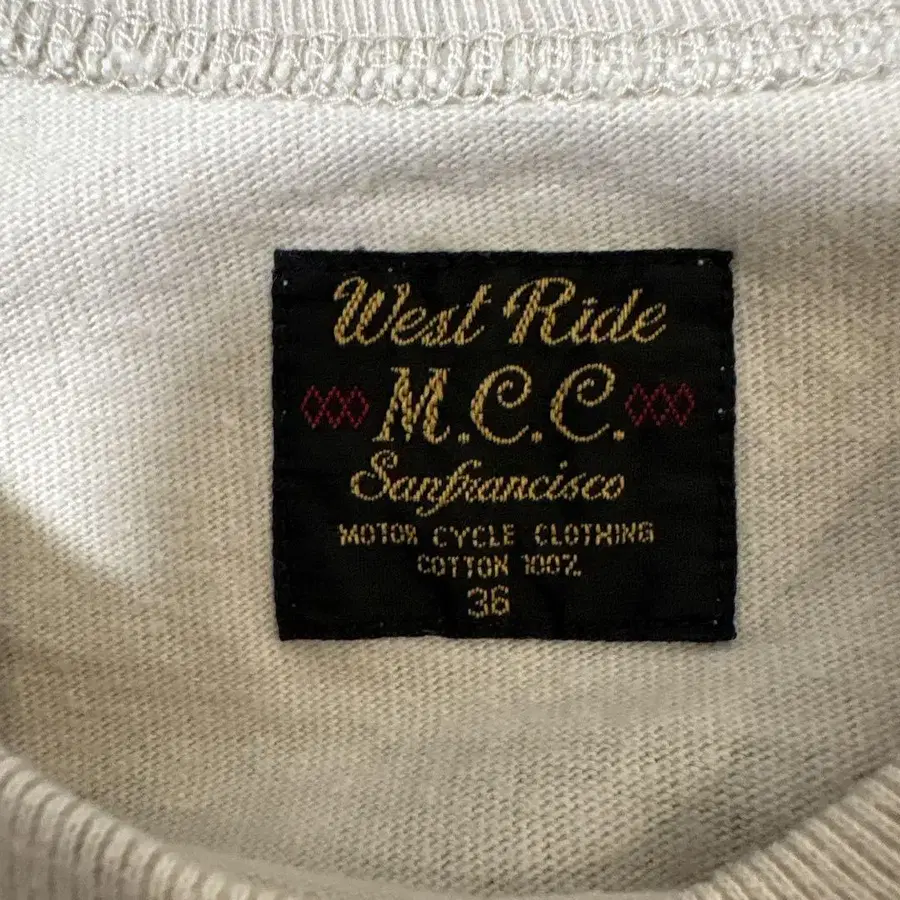 West Ride
M.C.C.
Sanfrancisco
MOTOR CYCLE CLOTHING
COTTON 100%
36